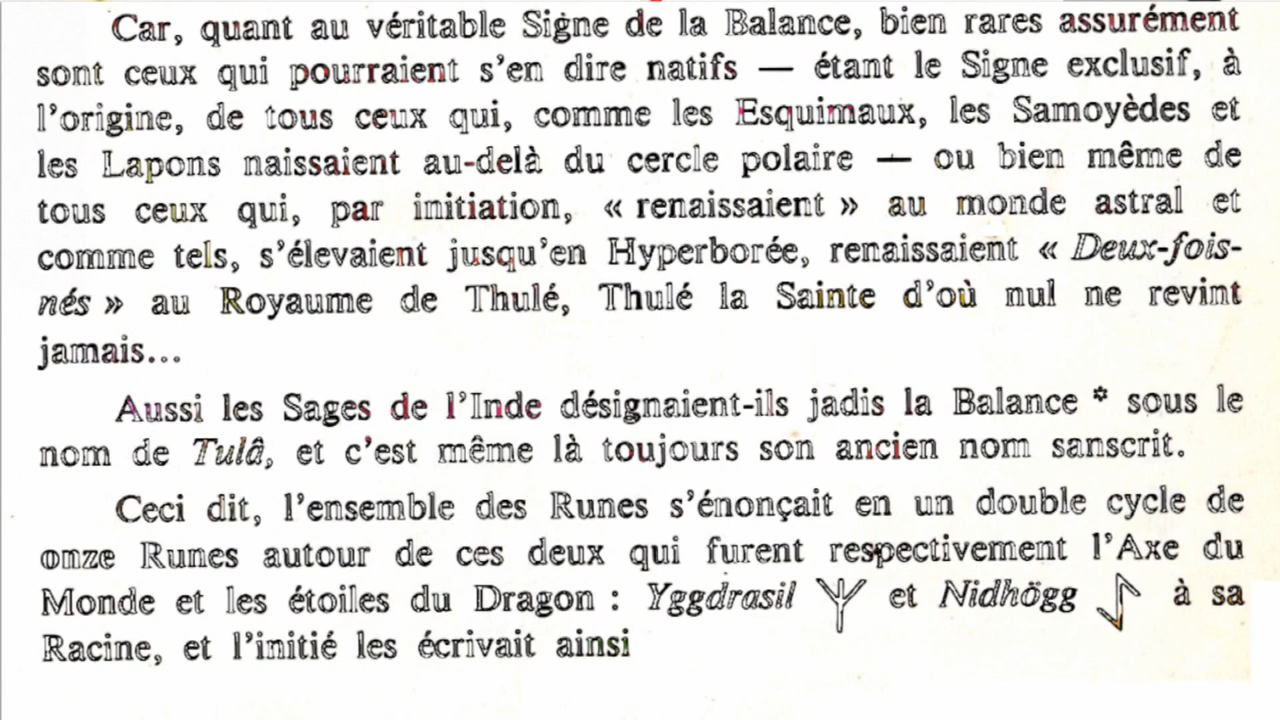 Car, quant au véritable Signe de la Balance, bien rares assurément
sont ceux qui pourraient s'en dire natifs — étant le Signe exclusif, à
l'origine, de tous ceux qui, comme les Esquimaux, les Samoyèdes et
les Lapons naissaient au-delà du cercle polaire — ou bien même de
tous ceux qui, par initiation, « renaissaient » au monde astral et
comme tels, s'élevaient jusqu'en Hyperborée, renaissaient « Deux-fois-
nés » au Royaume de Thulé, Thulé la Sainte d'où nul ne revint
jamais...
Aussi les Sages de l'Inde désignaient-ils jadis la Balance * sous le
nom de Tulâ, et c'est même là toujours son ancien nom sanscrit.
Ceci dit, l'ensemble des Runes s'énonçait en un double cycle de
onze Runes autour de ces deux qui furent respectivement l'Axe du
Monde et les étoiles du Dragon : Yggdrasil ᛉ et Nidhögg ᛇ à sa
Racine, et l'initié les écrivait ainsi